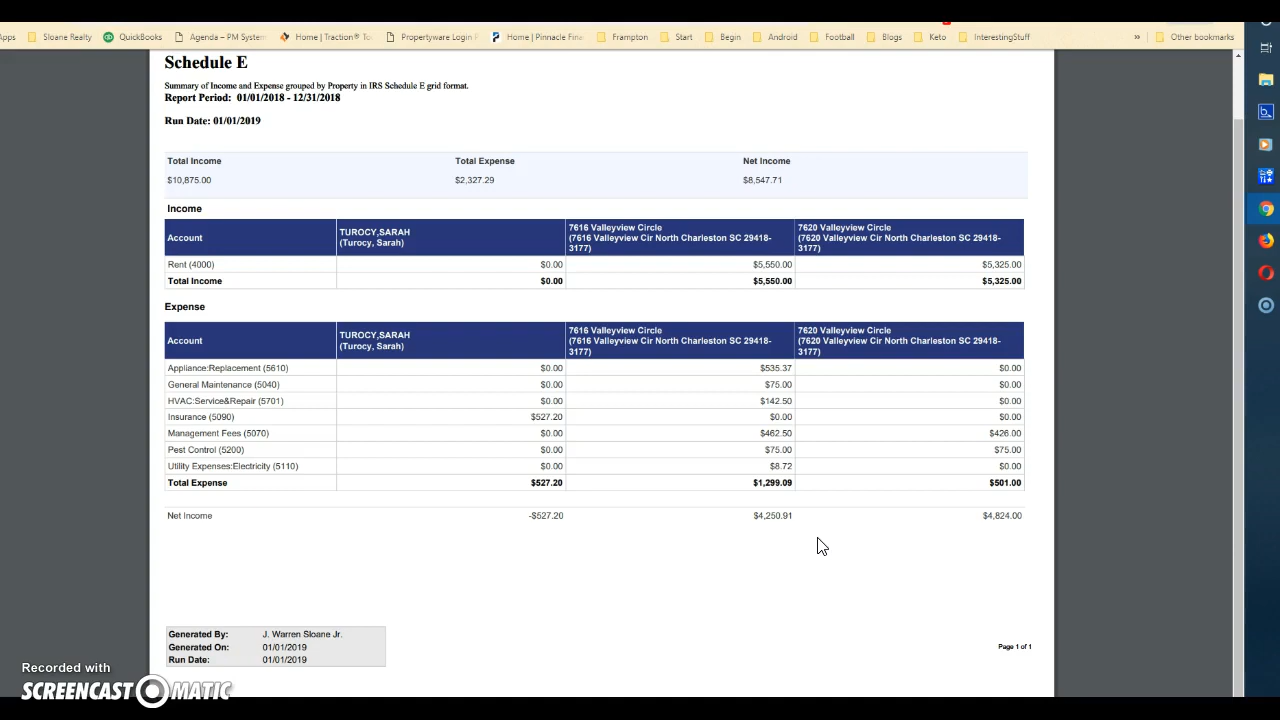 Apps Sloane Realty QuickBooks Agenda – PM System Home | Traction® To Propertyware Login Home | Pinnacle Fina Frampton Start Begin Android Football Blogs Keto InterestingStuff » Other bookmarks
Schedule E
Summary of Income and Expense grouped by Property in IRS Schedule E grid format.
Report Period: 01/01/2018 - 12/31/2018
Run Date: 01/01/2019
Total Income Total Expense Net Income
$10,875.00 $2,327.29 $8,547.71
Income
Account TUROCY,SARAH (Turocy, Sarah) 7616 Valleyview Circle (7616 Valleyview Cir North Charleston SC 29418-3177) 7620 Valleyview Circle (7620 Valleyview Cir North Charleston SC 29418-3177)
Rent (4000) $0.00 $5,550.00 $5,325.00
Total Income $0.00 $5,550.00 $5,325.00
Expense
Account TUROCY,SARAH (Turocy, Sarah) 7616 Valleyview Circle (7616 Valleyview Cir North Charleston SC 29418-3177) 7620 Valleyview Circle (7620 Valleyview Cir North Charleston SC 29418-3177)
Appliance:Replacement (5610) $0.00 $535.37 $0.00
General Maintenance (5040) $0.00 $75.00 $0.00
HVAC:Service&Repair (5701) $0.00 $142.50 $0.00
Insurance (5090) $527.20 $0.00 $0.00
Management Fees (5070) $0.00 $462.50 $426.00
Pest Control (5200) $0.00 $75.00 $75.00
Utility Expenses:Electricity (5110) $0.00 $8.72 $0.00
Total Expense $527.20 $1,299.09 $501.00
Net Income -$527.20 $4,250.91 $4,824.00
Generated By: J. Warren Sloane Jr.
Generated On: 01/01/2019
Run Date: 01/01/2019
Page 1 of 1
Recorded with
SCREENCAST MATIC